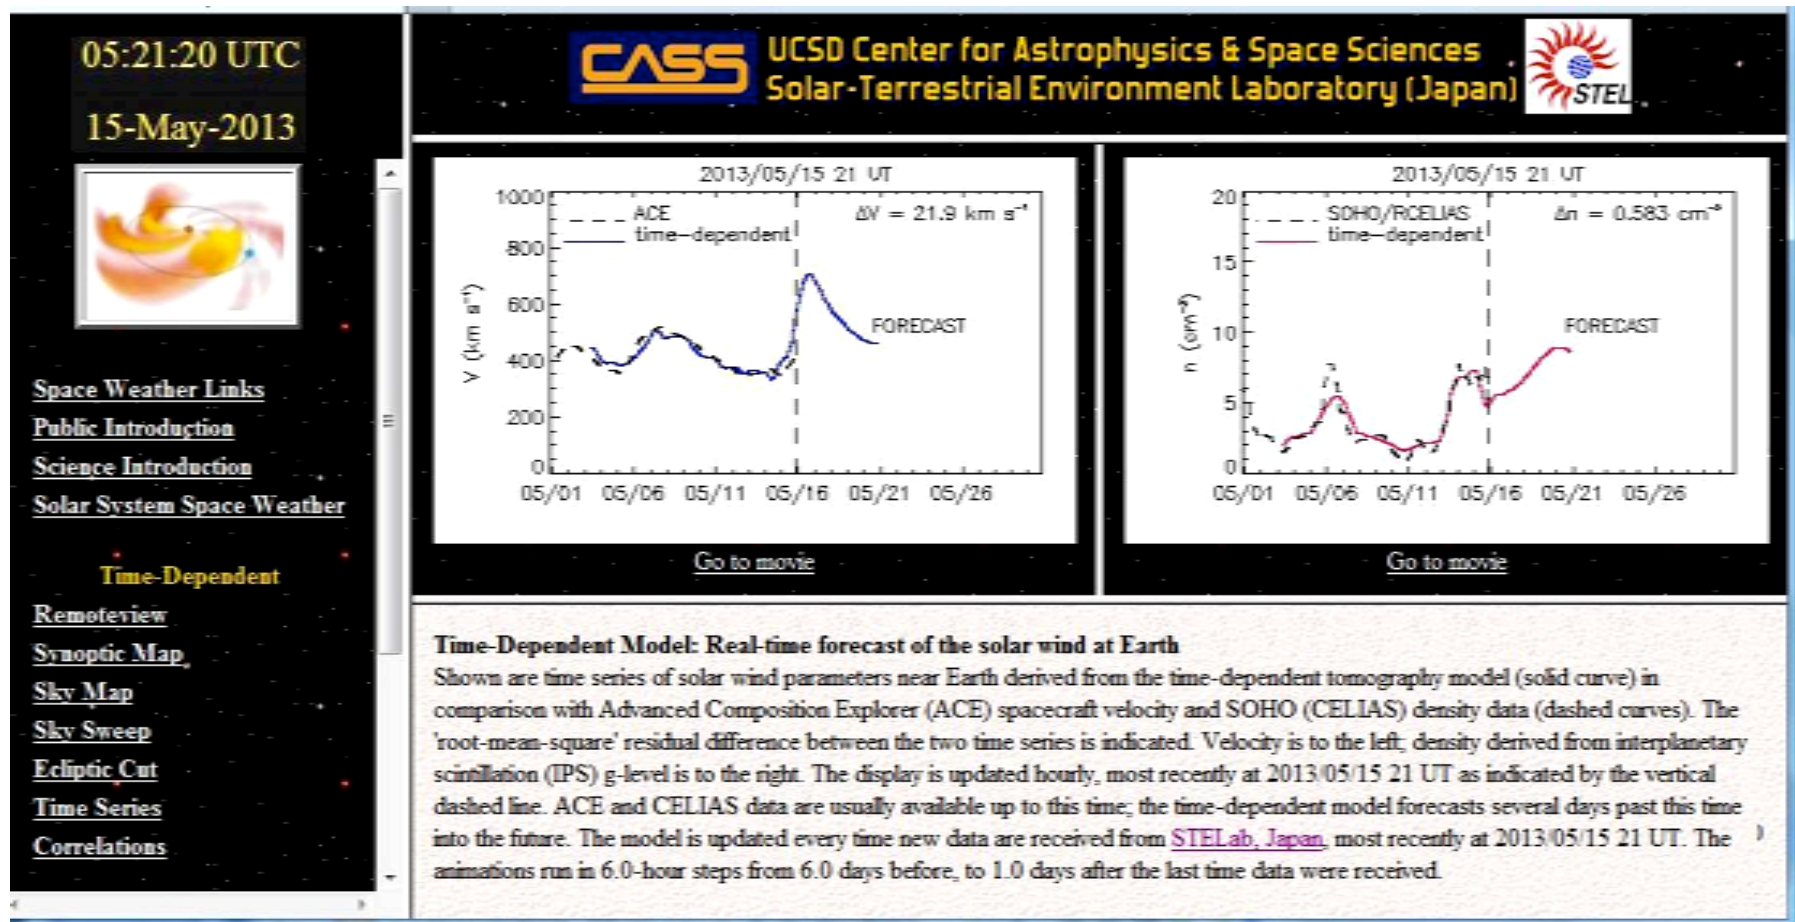 05:21:20 UTC
15-May-2013
Space Weather Links
Public Introduction
Science Introduction
Solar System Space Weather
Time-Dependent
Remoteview
Synoptic Map
Sky Map
Sky Sweep
Ecliptic Cut
Time Series
Correlations
CASS
UCSD Center for Astrophysics & Space Sciences
Solar-Terrestrial Environment Laboratory (Japan)
STEL
2013/05/15 21 UT
1000
800
600
400
200
0
V (km s⁻¹)
ACE
time-dependent
ΔV = 21.9 km s⁻¹
FORECAST
05/01 05/06 05/11 05/16 05/21 05/26
Go to movie
2013/05/15 21 UT
20
15
10
5
0
n (cm⁻³)
SOHO/RCELIAS
time-dependent
Δn = 0.583 cm⁻³
FORECAST
05/01 05/06 05/11 05/16 05/21 05/26
Go to movie
Time-Dependent Model: Real-time forecast of the solar wind at Earth
Shown are time series of solar wind parameters near Earth derived from the time-dependent tomography model (solid curve) in
comparison with Advanced Composition Explorer (ACE) spacecraft velocity and SOHO (CELIAS) density data (dashed curves). The
'root-mean-square' residual difference between the two time series is indicated. Velocity is to the left; density derived from interplanetary
scintillation (IPS) g-level is to the right. The display is updated hourly, most recently at 2013/05/15 21 UT as indicated by the vertical
dashed line. ACE and CELIAS data are usually available up to this time; the time-dependent model forecasts several days past this time
into the future. The model is updated every time new data are received from STELab, Japan, most recently at 2013/05/15 21 UT. The
animations run in 6.0-hour steps from 6.0 days before, to 1.0 days after the last time data were received.